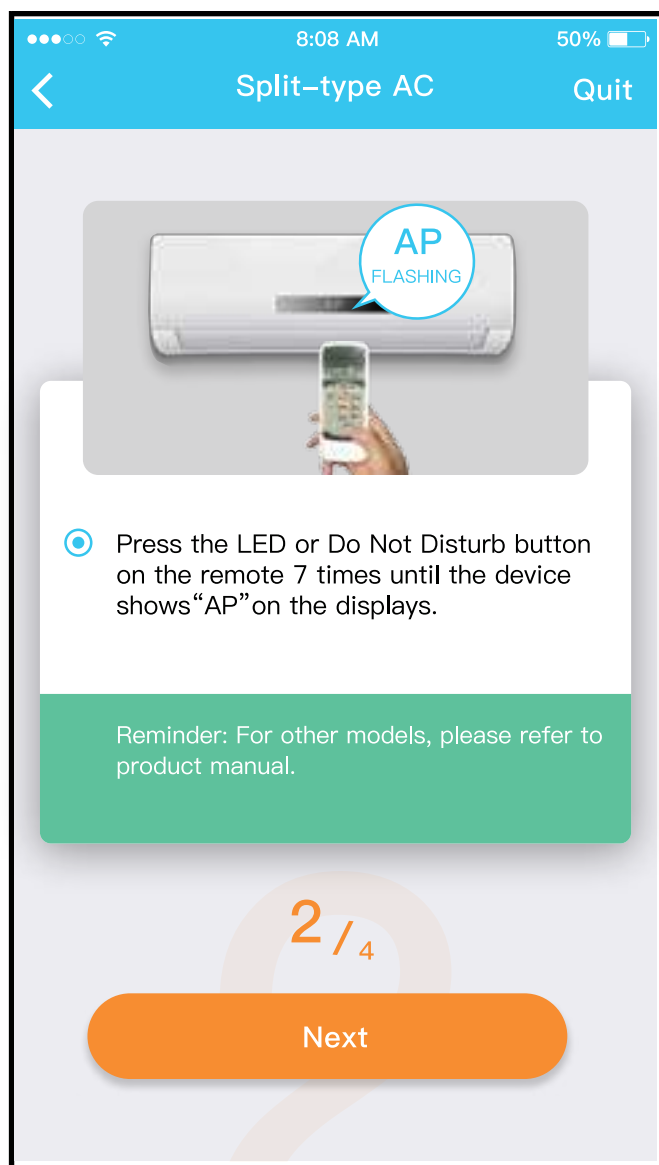 8:08 AM
50%
Split-type AC
Quit
AP
FLASHING
Press the LED or Do Not Disturb button
on the remote 7 times until the device
shows“AP”on the displays.
Reminder: For other models, please refer to
product manual.
2/4
Next